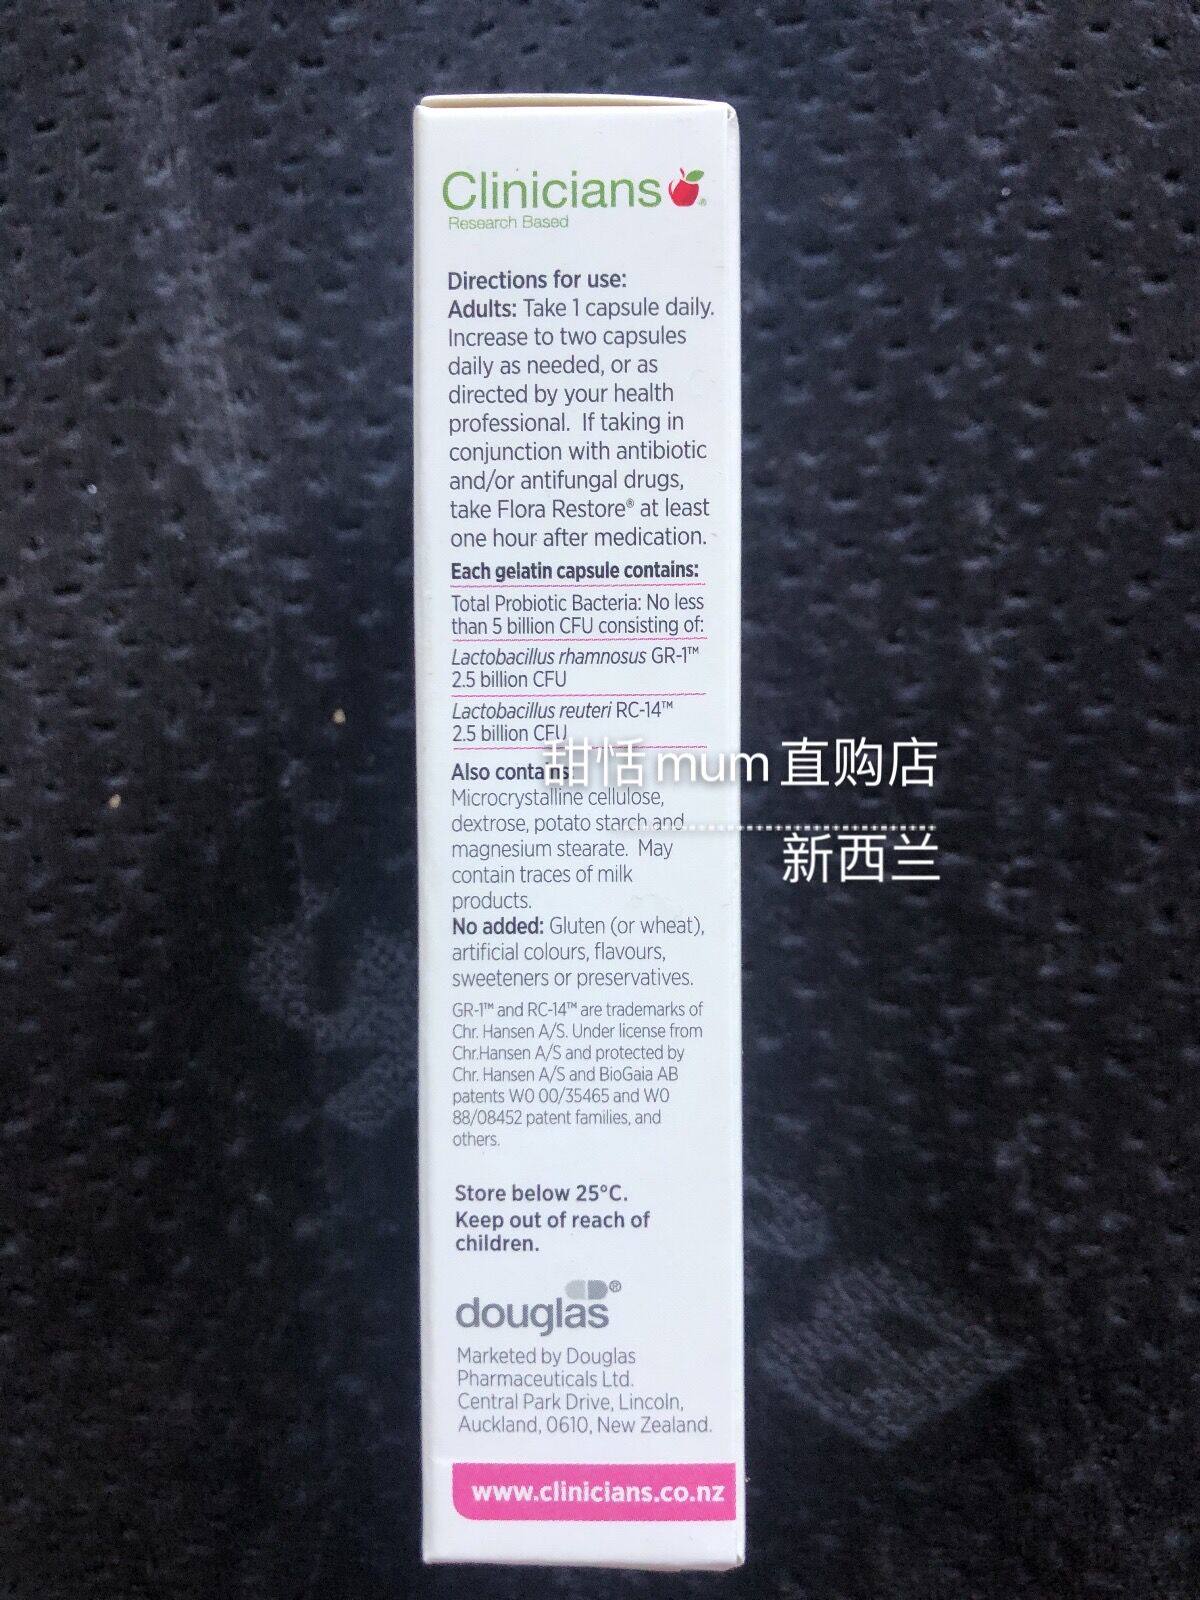 Clinicians
Research Based
Directions for use:
Adults: Take 1 capsule daily.
Increase to two capsules
daily as needed, or as
directed by your health
professional. If taking in
conjunction with antibiotic
and/or antifungal drugs,
take Flora Restore® at least
one hour after medication.
Each gelatin capsule contains:
Total Probiotic Bacteria: No less
than 5 billion CFU consisting of:
Lactobacillus rhamnosus GR-1™
2.5 billion CFU
Lactobacillus reuteri RC-14™
2.5 billion CFU
Also contains:
Microcrystalline cellulose,
dextrose, potato starch and
magnesium stearate. May
contain traces of milk
products.
No added: Gluten (or wheat),
artificial colours, flavours,
sweeteners or preservatives.
GR-1™ and RC-14™ are trademarks of
Chr. Hansen A/S. Under license from
Chr.Hansen A/S and protected by
Chr. Hansen A/S and BioGaia AB
patents WO 00/35465 and WO
88/08452 patent families, and
others.
Store below 25°C.
Keep out of reach of
children.
douglas®
Marketed by Douglas
Pharmaceuticals Ltd.
Central Park Drive, Lincoln,
Auckland, 0610, New Zealand.
www.clinicians.co.nz
甜恬mum直购店
新西兰